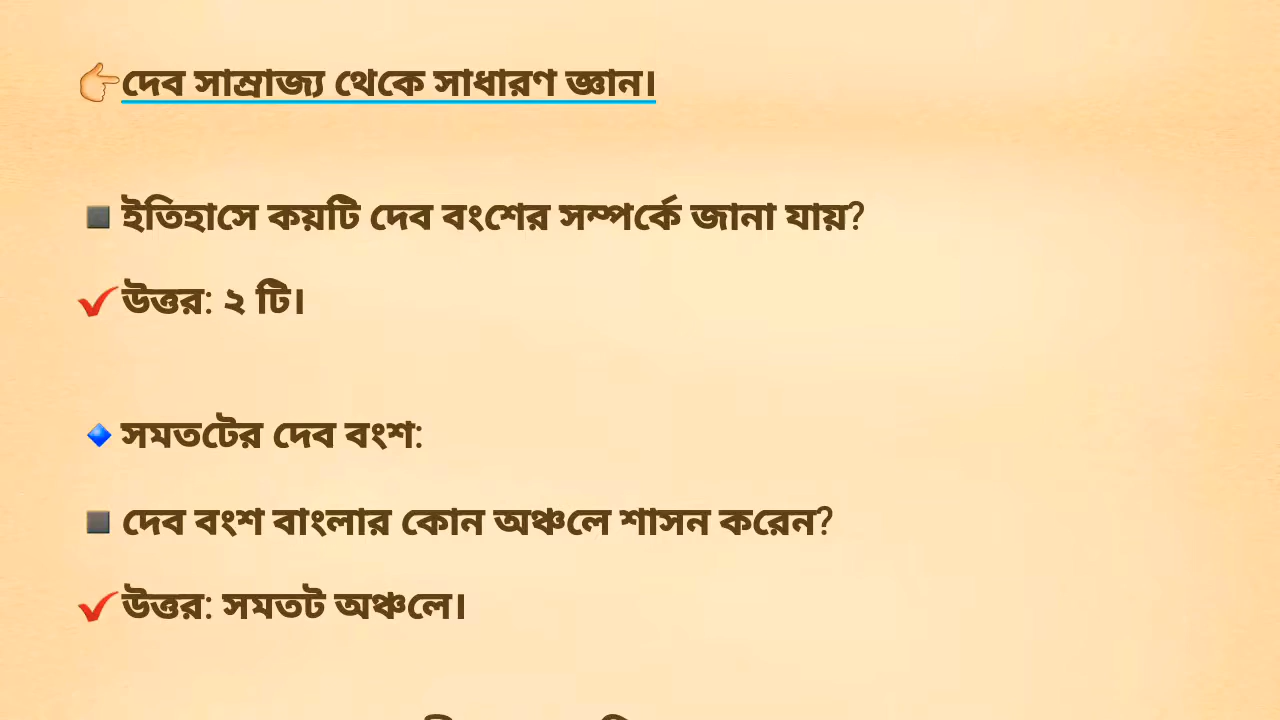 👉দেব সাম্রাজ্য থেকে সাধারণ জ্ঞান।
◾ইতিহাসে কয়টি দেব বংশের সম্পর্কে জানা যায়?
✔উত্তর: ২ টি।
🔹সমতটের দেব বংশ:
◾দেব বংশ বাংলার কোন অঞ্চলে শাসন করেন?
✔উত্তর: সমতট অঞ্চলে।